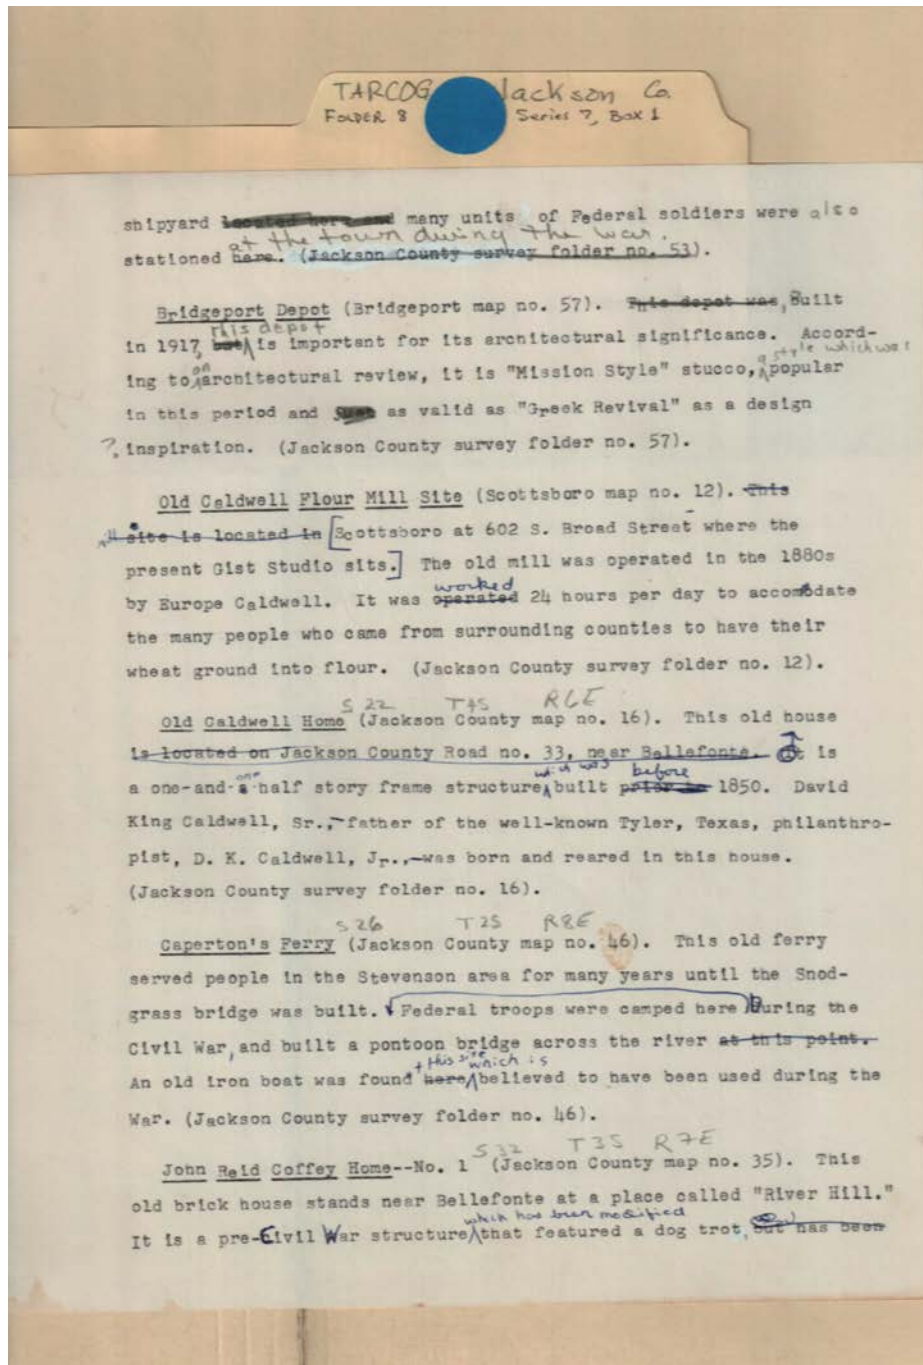 TARCOG Jackson Co.
FOLDER 8 Series 7, Box 1
shipyard located here and many units of Federal soldiers were also
at the town during the war.
stationed here. (Jackson County survey folder no. 53).
Bridgeport Depot (Bridgeport map no. 57). This depot was, Built
this depot
in 1917, but is important for its architectural significance. Accord-
an a style which was
ing to architectural review, it is "Mission Style" stucco, popular
in this period and as valid as "Greek Revival" as a design
?. inspiration. (Jackson County survey folder no. 57).
Old Caldwell Flour Mill Site (Scottsboro map no. 12). This
site is located in [Scottsboro at 602 S. Broad Street where the
present Gist Studio sits.] The old mill was operated in the 1880s
worked
by Europe Caldwell. It was operated 24 hours per day to accomodate
the many people who came from surrounding counties to have their
wheat ground into flour. (Jackson County survey folder no. 12).
S 22 T4S R6E
Old Caldwell Home (Jackson County map no. 16). This old house
is located on Jackson County Road no. 33, near Bellefonte. It is
one which was before
a one-and-a-half story frame structure built prior to 1850. David
King Caldwell, Sr., father of the well-known Tyler, Texas, philanthro-
pist, D. K. Caldwell, Jr., was born and reared in this house.
(Jackson County survey folder no. 16).
S 26 T2S R8E
Caperton's Ferry (Jackson County map no. 46). This old ferry
served people in the Stevenson area for many years until the Snod-
grass bridge was built. Federal troops were camped here During the
Civil War, and built a pontoon bridge across the river at this point.
this site which is
An old iron boat was found here believed to have been used during the
War. (Jackson County survey folder no. 46).
S 32 T3S R7E
John Reid Coffey Home--No. 1 (Jackson County map no. 35). This
old brick house stands near Bellefonte at a place called "River Hill."
which has been modified
It is a pre-Civil War structure that featured a dog trot, but has been